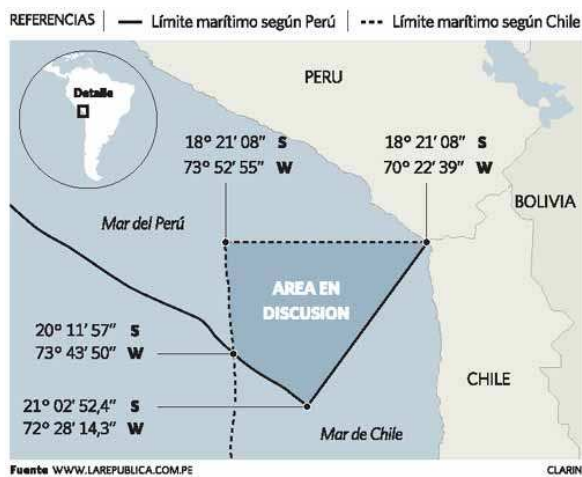 REFERENCIAS Límite marítimo según Perú Límite marítimo según Chile
Detalle
PERU
18° 21' 08" S
73° 52' 55" W
18° 21' 08" S
70° 22' 39" W
BOLIVIA
Mar del Perú
AREA EN
DISCUSION
20° 11' 57" S
73° 43' 50" W
21° 02' 52,4" S
72° 28' 14,3" W
CHILE
Mar de Chile
Fuente WWW.LAREPUBLICA.COM.PE
CLARIN